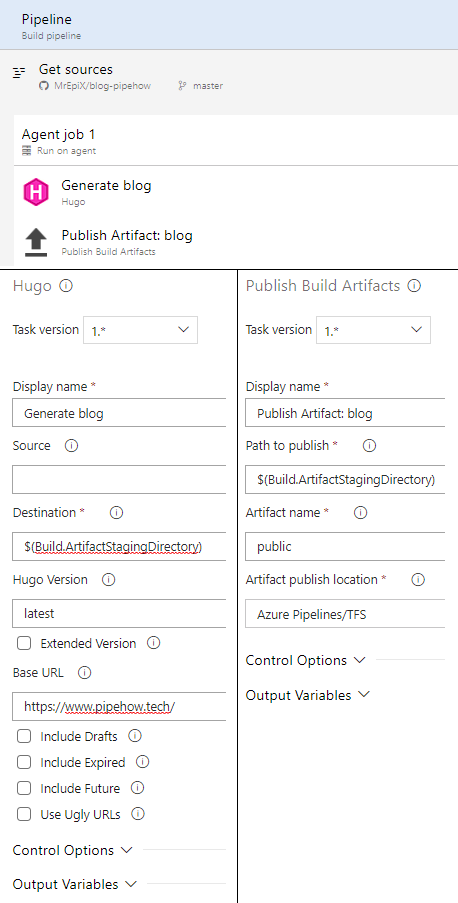 Pipeline
Build pipeline
Get sources
MrEpiX/blog-pipehow master
Agent job 1
Run on agent
H
Generate blog
Hugo
Publish Artifact: blog
Publish Build Artifacts
Hugo
Task version 1.*
Display name *
Generate blog
Source
Destination *
$(Build.ArtifactStagingDirectory)
Hugo Version
latest
Extended Version
Base URL
https://www.pipehow.tech/
Include Drafts
Include Expired
Include Future
Use Ugly URLs
Control Options
Output Variables
Publish Build Artifacts
Task version 1.*
Display name *
Publish Artifact: blog
Path to publish *
$(Build.ArtifactStagingDirectory)
Artifact name *
public
Artifact publish location *
Azure Pipelines/TFS
Control Options
Output Variables